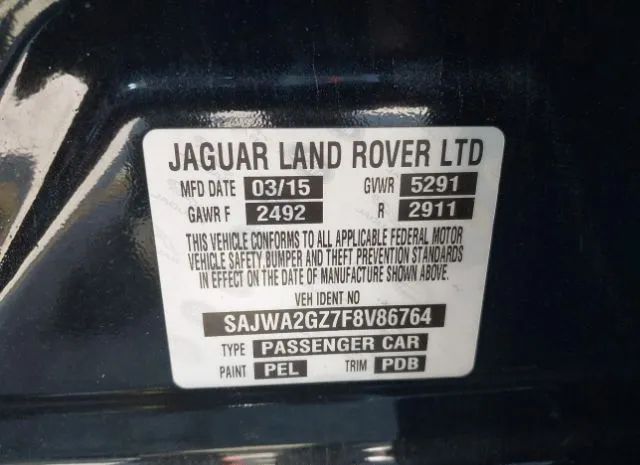 JAGUAR LAND ROVER LTD
MFD DATE 03/15 GVWR 5291
GAWR F 2492 R 2911
THIS VEHICLE CONFORMS TO ALL APPLICABLE FEDERAL MOTOR
VEHICLE SAFETY, BUMPER AND THEFT PREVENTION STANDARDS
IN EFFECT ON THE DATE OF MANUFACTURE SHOWN ABOVE.
VEH IDENT NO
SAJWA2GZ7F8V86764
TYPE PASSENGER CAR
PAINT PEL TRIM PDB